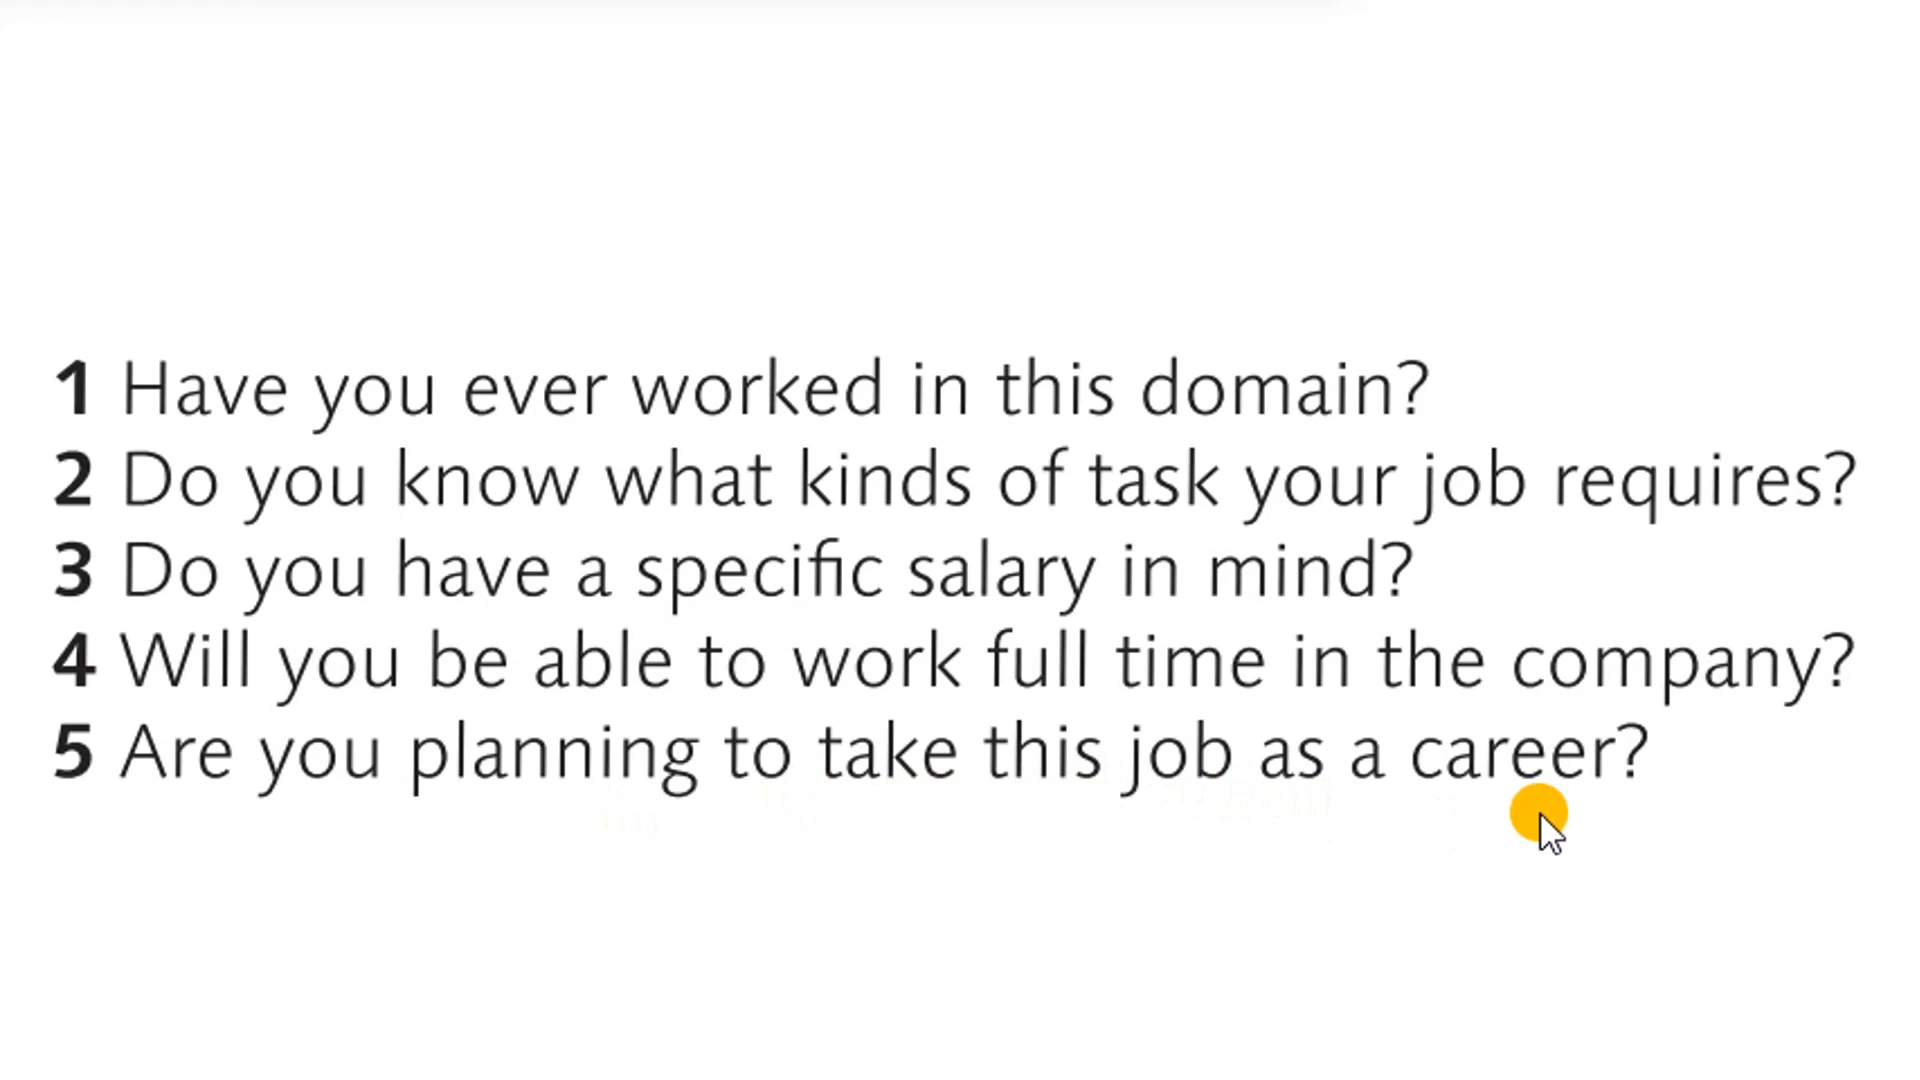 1 Have you ever worked in this domain?
2 Do you know what kinds of task your job requires?
3 Do you have a specific salary in mind?
4 Will you be able to work full time in the company?
5 Are you planning to take this job as a career?